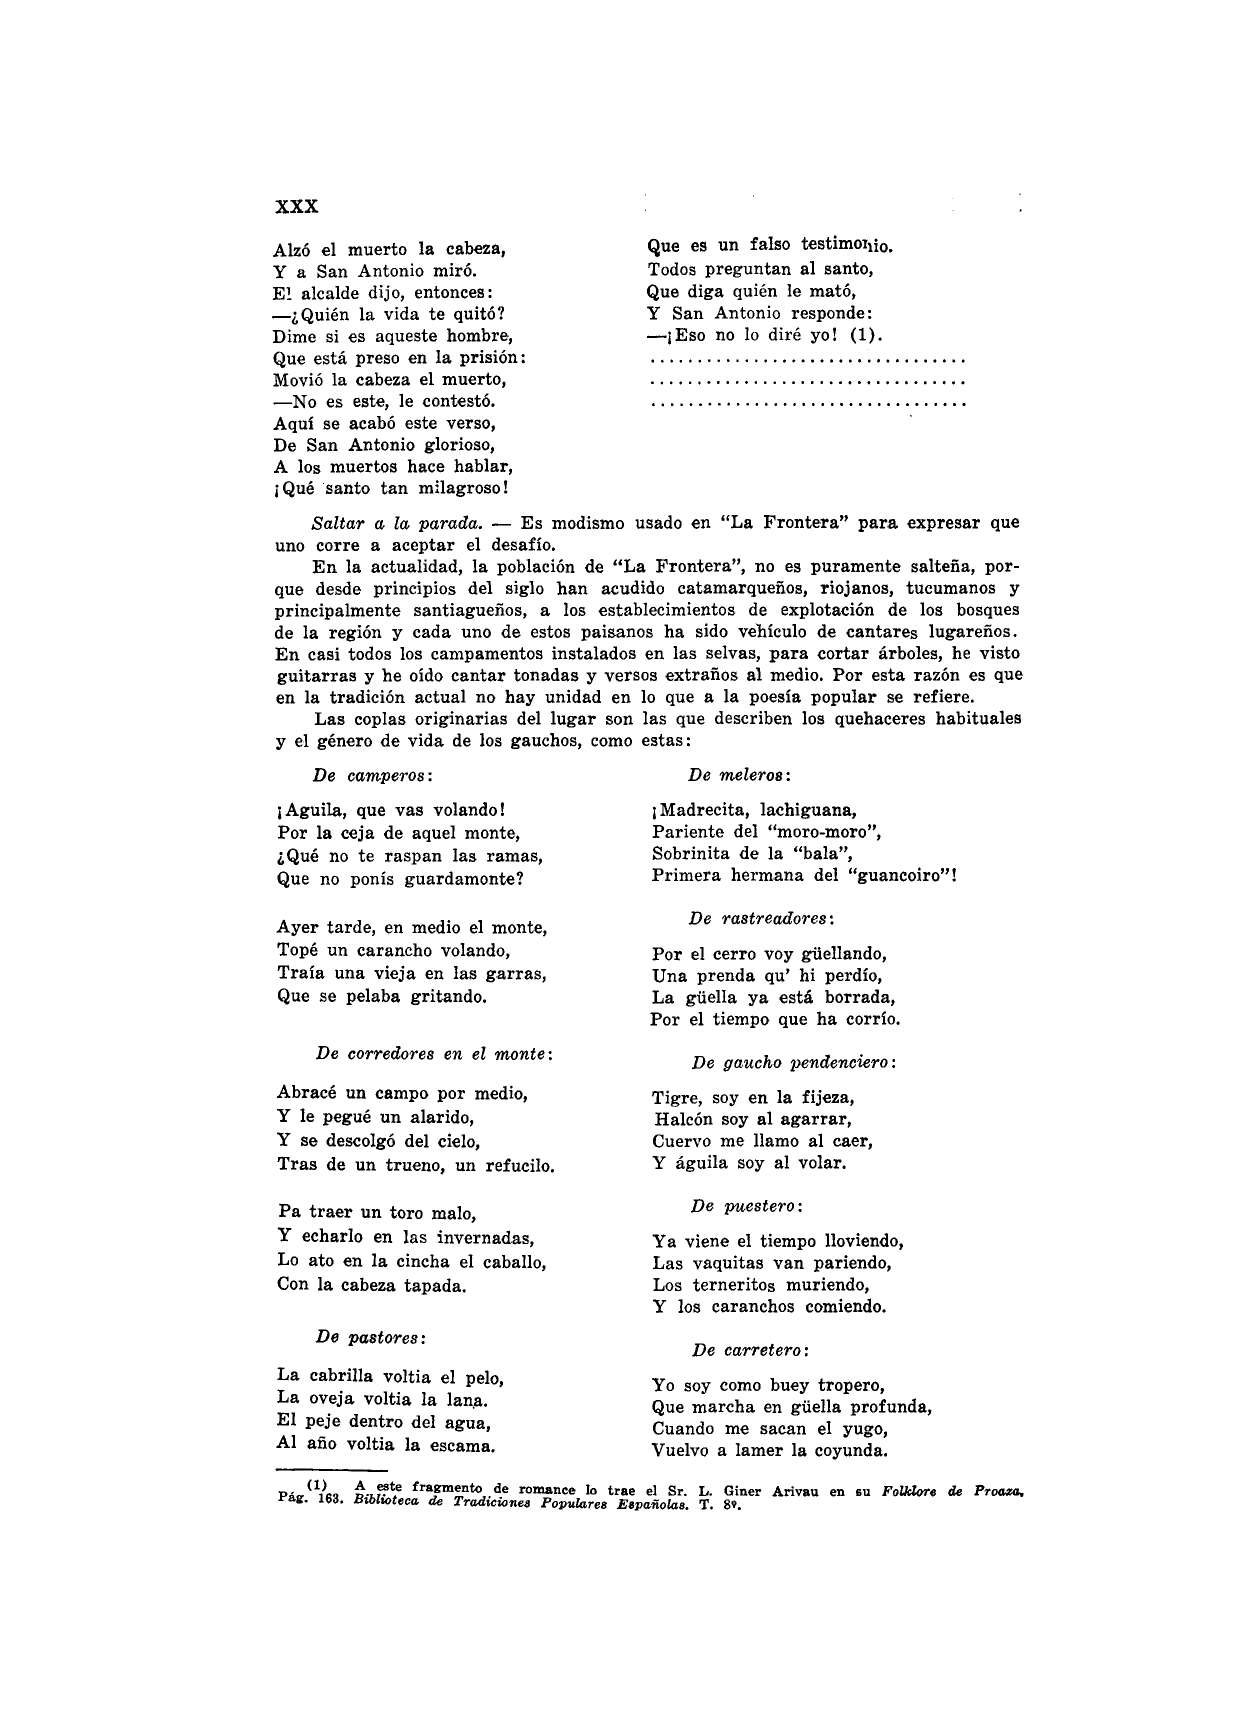 XXX
Alzó el muerto la cabeza,
Y a San Antonio miró.
El alcalde dijo, entonces:
—¿Quién la vida te quitó?
Dime si es aqueste hombre,
Que está preso en la prisión:
Movió la cabeza el muerto,
—No es este, le contestó.
Aquí se acabó este verso,
De San Antonio glorioso,
A los muertos hace hablar,
¡Qué santo tan milagroso!
Que es un falso testimonio.
Todos preguntan al santo,
Que diga quién le mató,
Y San Antonio responde:
—¡Eso no lo diré yo! (1).
..................................
..................................
..................................
Saltar a la parada. — Es modismo usado en “La Frontera” para expresar que
uno corre a aceptar el desafío.
En la actualidad, la población de “La Frontera”, no es puramente salteña, por-
que desde principios del siglo han acudido catamarqueños, riojanos, tucumanos y
principalmente santiagueños, a los establecimientos de explotación de los bosques
de la región y cada uno de estos paisanos ha sido vehículo de cantares lugareños.
En casi todos los campamentos instalados en las selvas, para cortar árboles, he visto
guitarras y he oído cantar tonadas y versos extraños al medio. Por esta razón es que
en la tradición actual no hay unidad en lo que a la poesía popular se refiere.
Las coplas originarias del lugar son las que describen los quehaceres habituales
y el género de vida de los gauchos, como estas:
De camperos:
¡Aguila, que vas volando!
Por la ceja de aquel monte,
¿Qué no te raspan las ramas,
Que no ponís guardamonte?
Ayer tarde, en medio el monte,
Topé un carancho volando,
Traía una vieja en las garras,
Que se pelaba gritando.
De corredores en el monte:
Abracé un campo por medio,
Y le pegué un alarido,
Y se descolgó del cielo,
Tras de un trueno, un refucilo.
Pa traer un toro malo,
Y echarlo en las invernadas,
Lo ato en la cincha el caballo,
Con la cabeza tapada.
De pastores:
La cabrilla voltia el pelo,
La oveja voltia la lana.
El peje dentro del agua,
Al año voltia la escama.
De meleros:
¡Madrecita, lachiguana,
Pariente del “moro-moro”,
Sobrinita de la “bala”,
Primera hermana del “guancoiro”!
De rastreadores:
Por el cerro voy güellando,
Una prenda qu’ hi perdío,
La güella ya está borrada,
Por el tiempo que ha corrío.
De gaucho pendenciero:
Tigre, soy en la fijeza,
Halcón soy al agarrar,
Cuervo me llamo al caer,
Y águila soy al volar.
De puestero:
Ya viene el tiempo lloviendo,
Las vaquitas van pariendo,
Los terneritos muriendo,
Y los caranchos comiendo.
De carretero:
Yo soy como buey tropero,
Que marcha en güella profunda,
Cuando me sacan el yugo,
Vuelvo a lamer la coyunda.
(1) A este fragmento de romance lo trae el Sr. L. Giner Arivau en su Folklore de Proaza,
Pág. 163. Biblioteca de Tradiciones Populares Españolas. T. 8º.